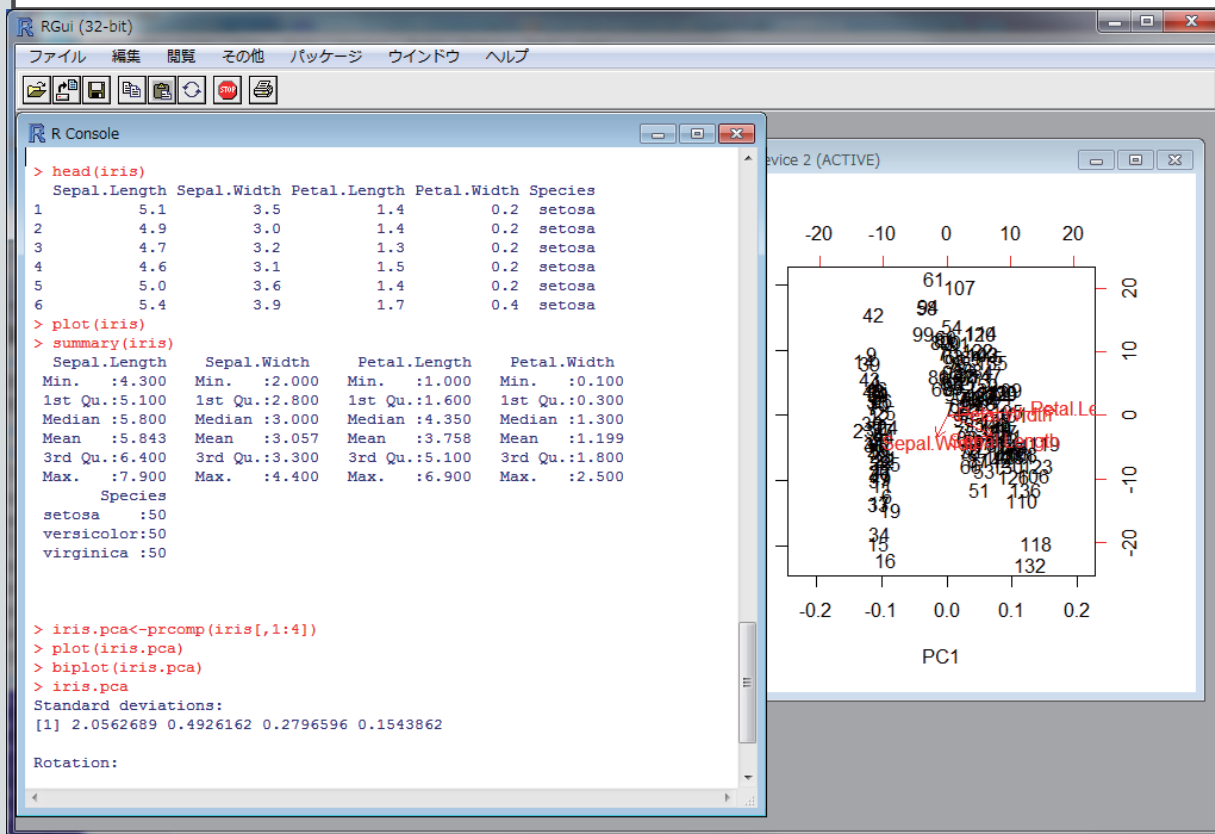 RGui (32-bit)
ファイル 編集 閲覧 その他 パッケージ ウインドウ ヘルプ
STOP
R Console
> head(iris)
  Sepal.Length Sepal.Width Petal.Length Petal.Width Species
1          5.1         3.5          1.4         0.2  setosa
2          4.9         3.0          1.4         0.2  setosa
3          4.7         3.2          1.3         0.2  setosa
4          4.6         3.1          1.5         0.2  setosa
5          5.0         3.6          1.4         0.2  setosa
6          5.4         3.9          1.7         0.4  setosa
> plot(iris)
> summary(iris)
  Sepal.Length    Sepal.Width     Petal.Length    Petal.Width
 Min.   :4.300   Min.   :2.000   Min.   :1.000   Min.   :0.100
 1st Qu.:5.100   1st Qu.:2.800   1st Qu.:1.600   1st Qu.:0.300
 Median :5.800   Median :3.000   Median :4.350   Median :1.300
 Mean   :5.843   Mean   :3.057   Mean   :3.758   Mean   :1.199
 3rd Qu.:6.400   3rd Qu.:3.300   3rd Qu.:5.100   3rd Qu.:1.800
 Max.   :7.900   Max.   :4.400   Max.   :6.900   Max.   :2.500
       Species
 setosa    :50
 versicolor:50
 virginica :50
> iris.pca<-prcomp(iris[,1:4])
> plot(iris.pca)
> biplot(iris.pca)
> iris.pca
Standard deviations:
[1] 2.0562689 0.4926162 0.2796596 0.1543862
Rotation:
evice 2 (ACTIVE)
-20 -10 0 10 20
61
107
42
54
99
9
51
136
110
6
19
34
15
16
118
132
123
106
119
53
Petal.Le
Sepal.Wi
20
10
0
-10
-20
-0.2 -0.1 0.0 0.1 0.2
PC1